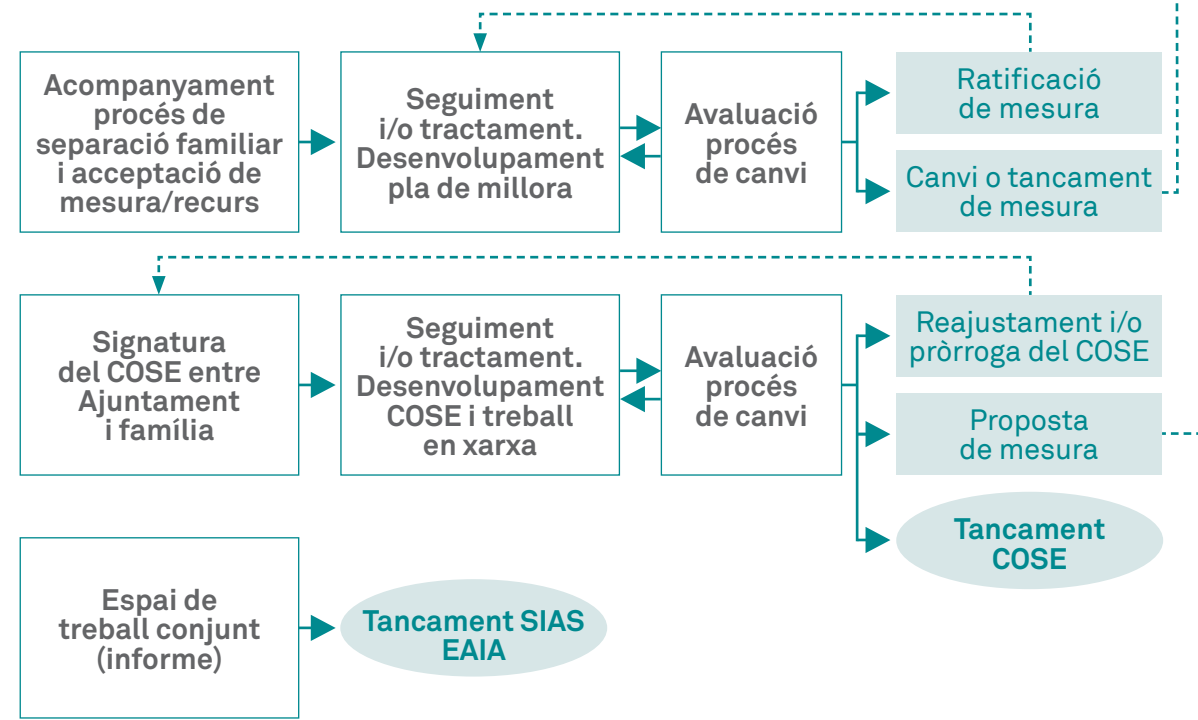 Acompanyament
procés de
separació familiar
i acceptació de
mesura/recurs
Seguiment
i/o tractament.
Desenvolupament
pla de millora
Avaluació
procés
de canvi
Ratificació
de mesura
Canvi o tancament
de mesura
Signatura
del COSE entre
Ajuntament
i família
Seguiment
i/o tractament.
Desenvolupament
COSE i treball
en xarxa
Avaluació
procés
de canvi
Reajustament i/o
pròrroga del COSE
Proposta
de mesura
Tancament
COSE
Espai de
treball conjunt
(informe)
Tancament SIAS
EAIA